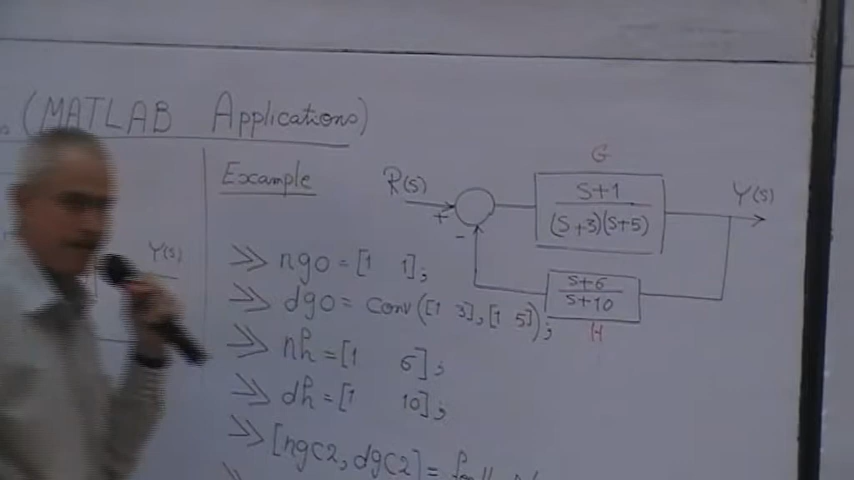 (MATLAB Applications)
Y(s)
Example
>> ngo = [1 1];
>> dgo = conv([1 3],[1 5]);
>> nh = [1 6];
>> dh = [1 10];
>> [ngc2, dgc2] =
R(s)
+
-
G
S+1
(S+3)(S+5)
Y(s)
S+6
S+10
H